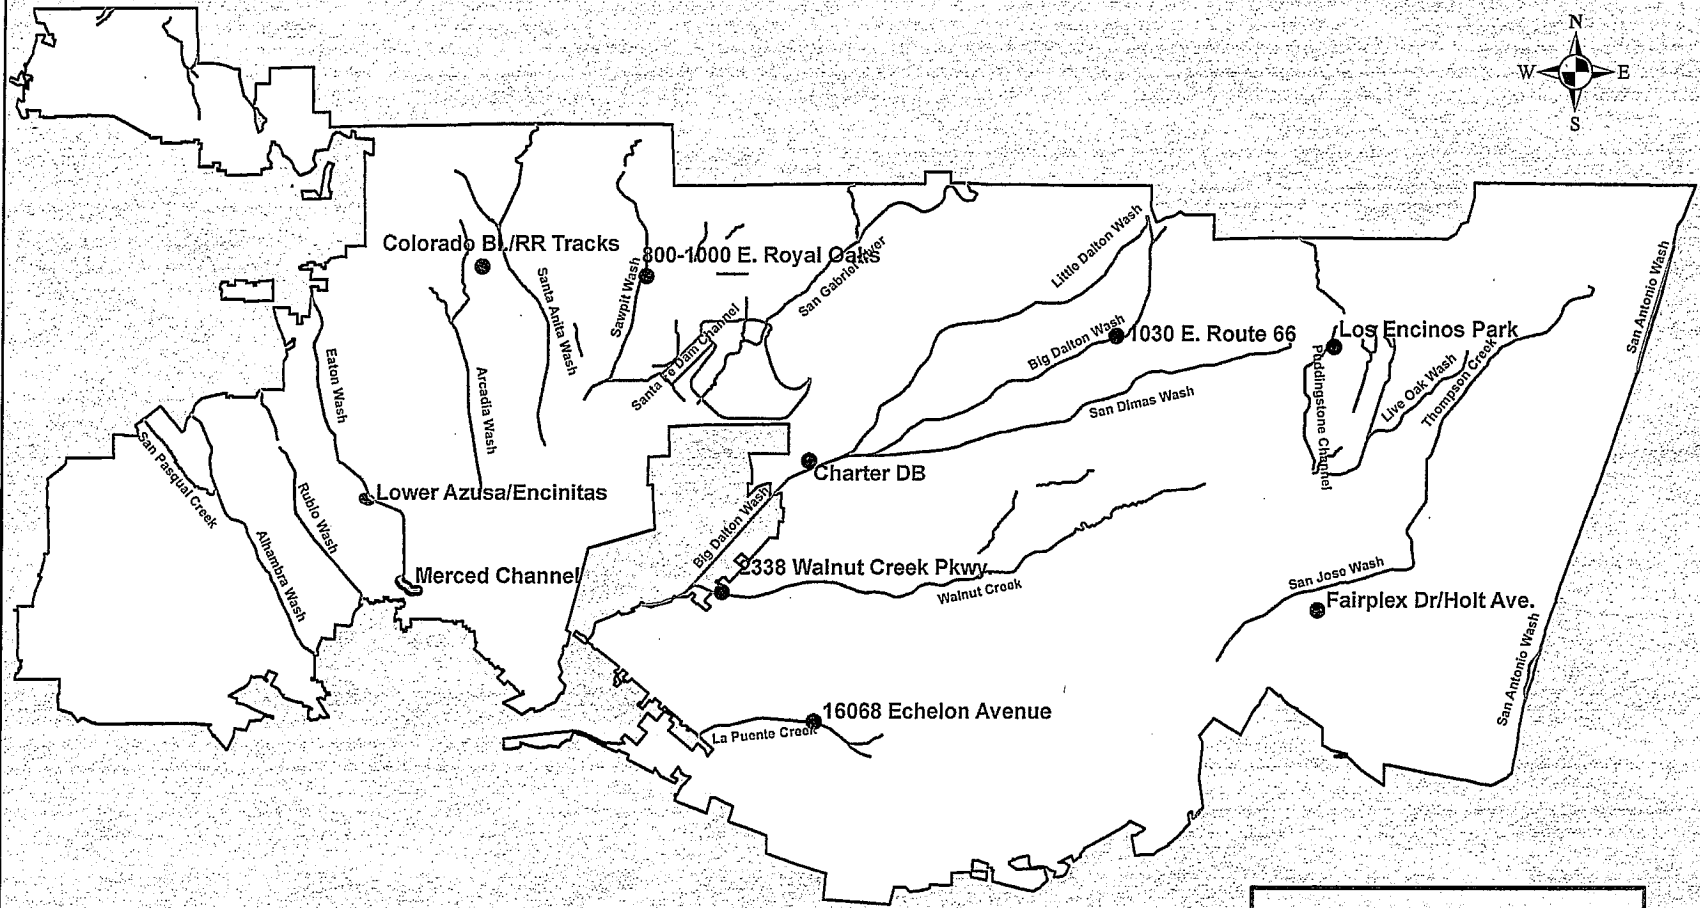 N
W E
S
Colorado Bl./RR Tracks
800-1000 E. Royal Oaks
San Gabriel River
Little Dalton Wash
San Antonio Wash
Santa Anita Wash
Sawpit Wash
Santa Fe Dam Channel
Big Dalton Wash
1030 E. Route 66
Los Encinos Park
Eaton Wash
Arcadia Wash
San Dimas Wash
Puddingstone Channel
Live Oak Wash
Thompson Creek
San Pasqual Creek
Rubio Wash
Lower Azusa/Encinitas
Charter DB
Big Dalton Wash
Alhambra Wash
Merced Channel
2338 Walnut Creek Pkwy
Walnut Creek
San Jose Wash
Fairplex Dr/Holt Ave.
San Antonio Wash
16068 Echelon Avenue
La Puente Creek